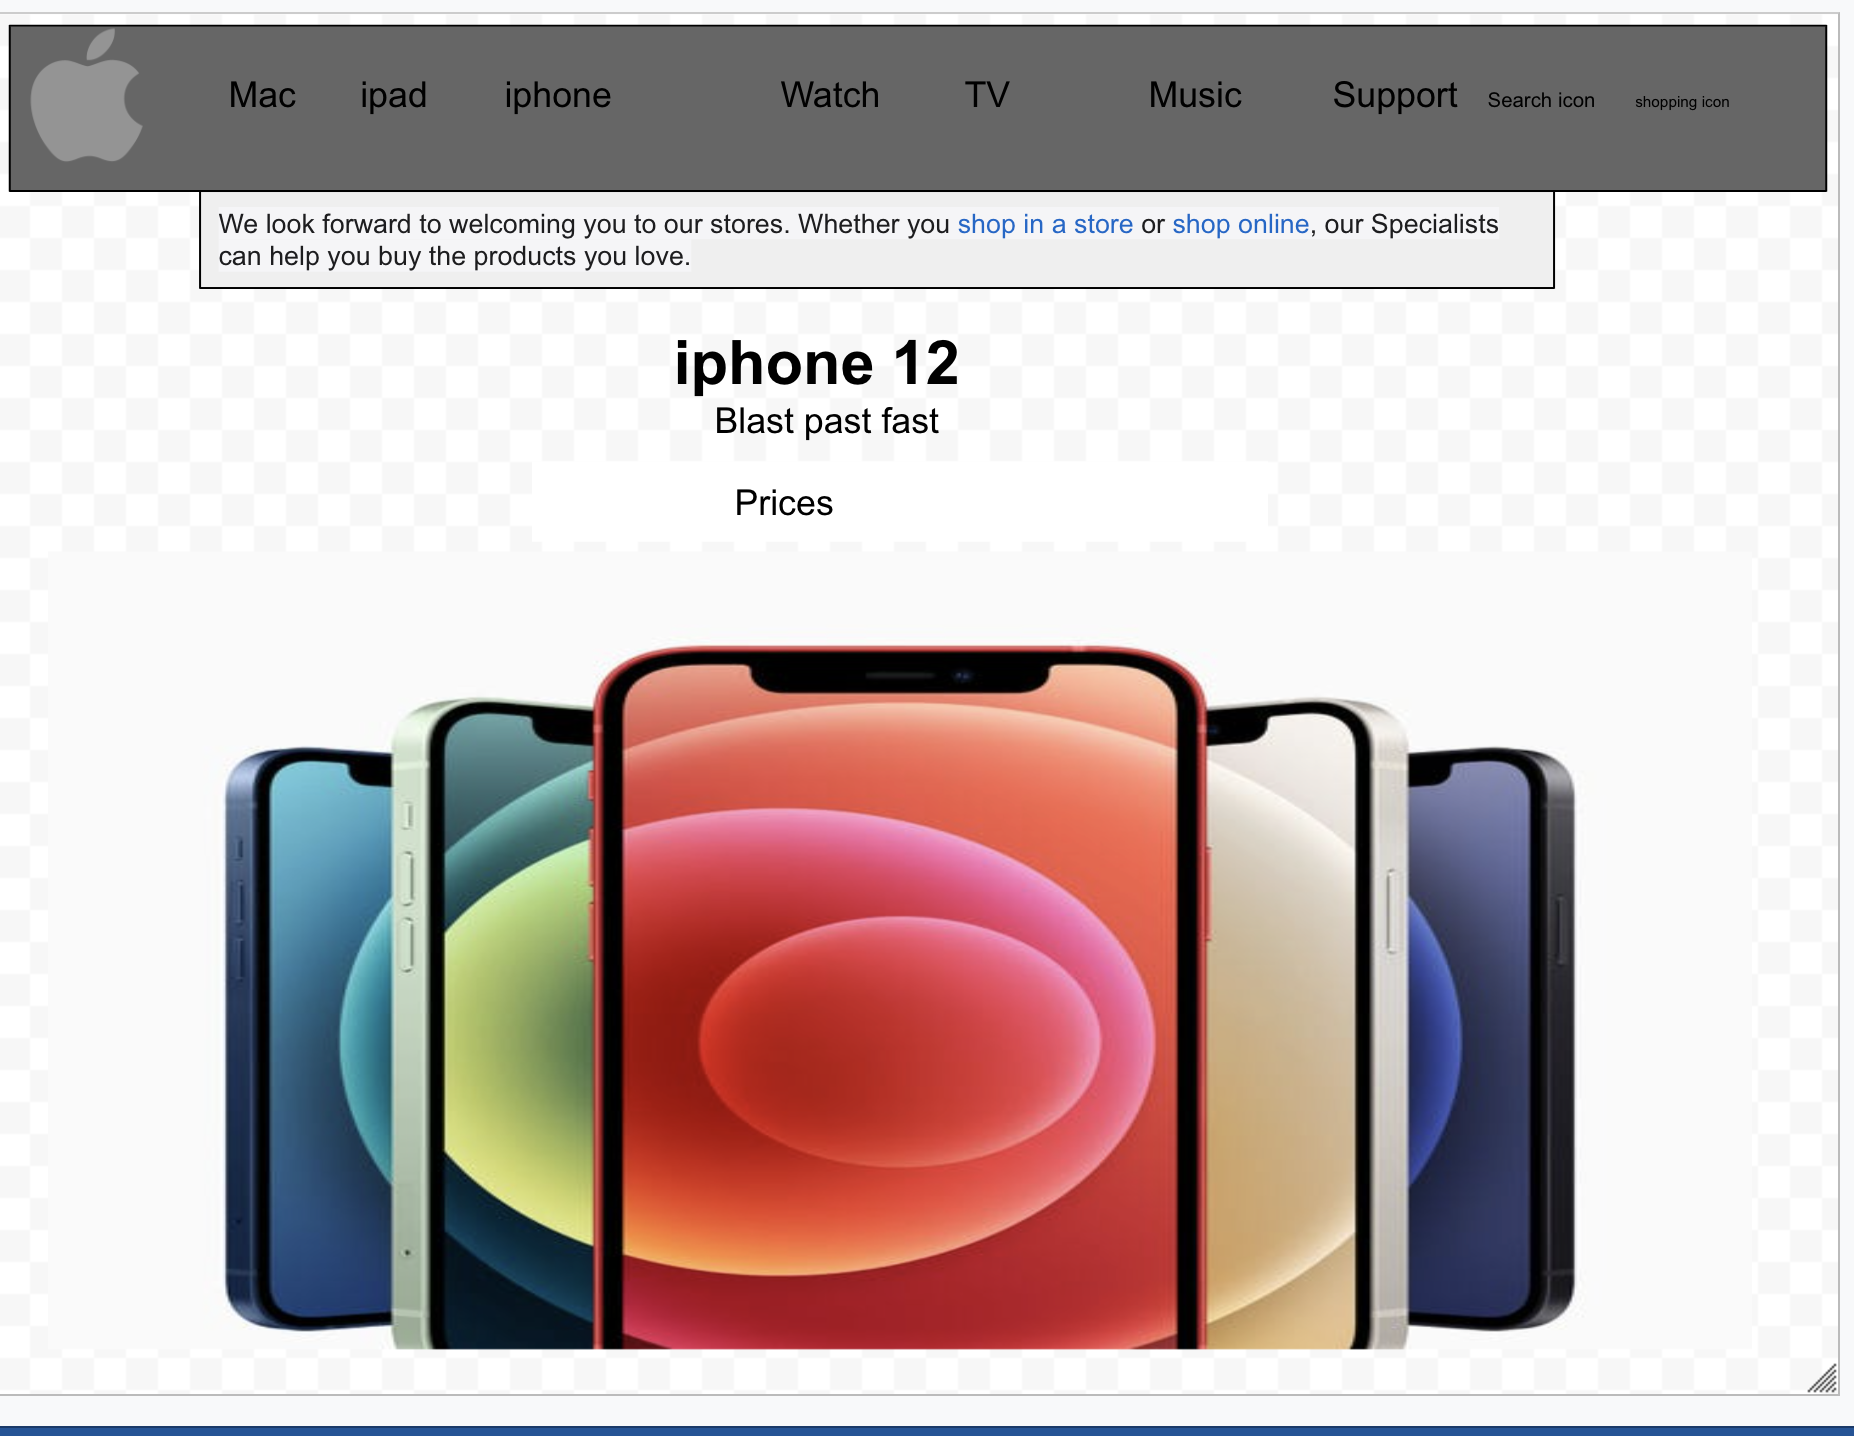 Mac ipad iphone Watch TV Music Support Search icon shopping icon
We look forward to welcoming you to our stores. Whether you shop in a store or shop online, our Specialists
can help you buy the products you love.
iphone 12
Blast past fast
Prices